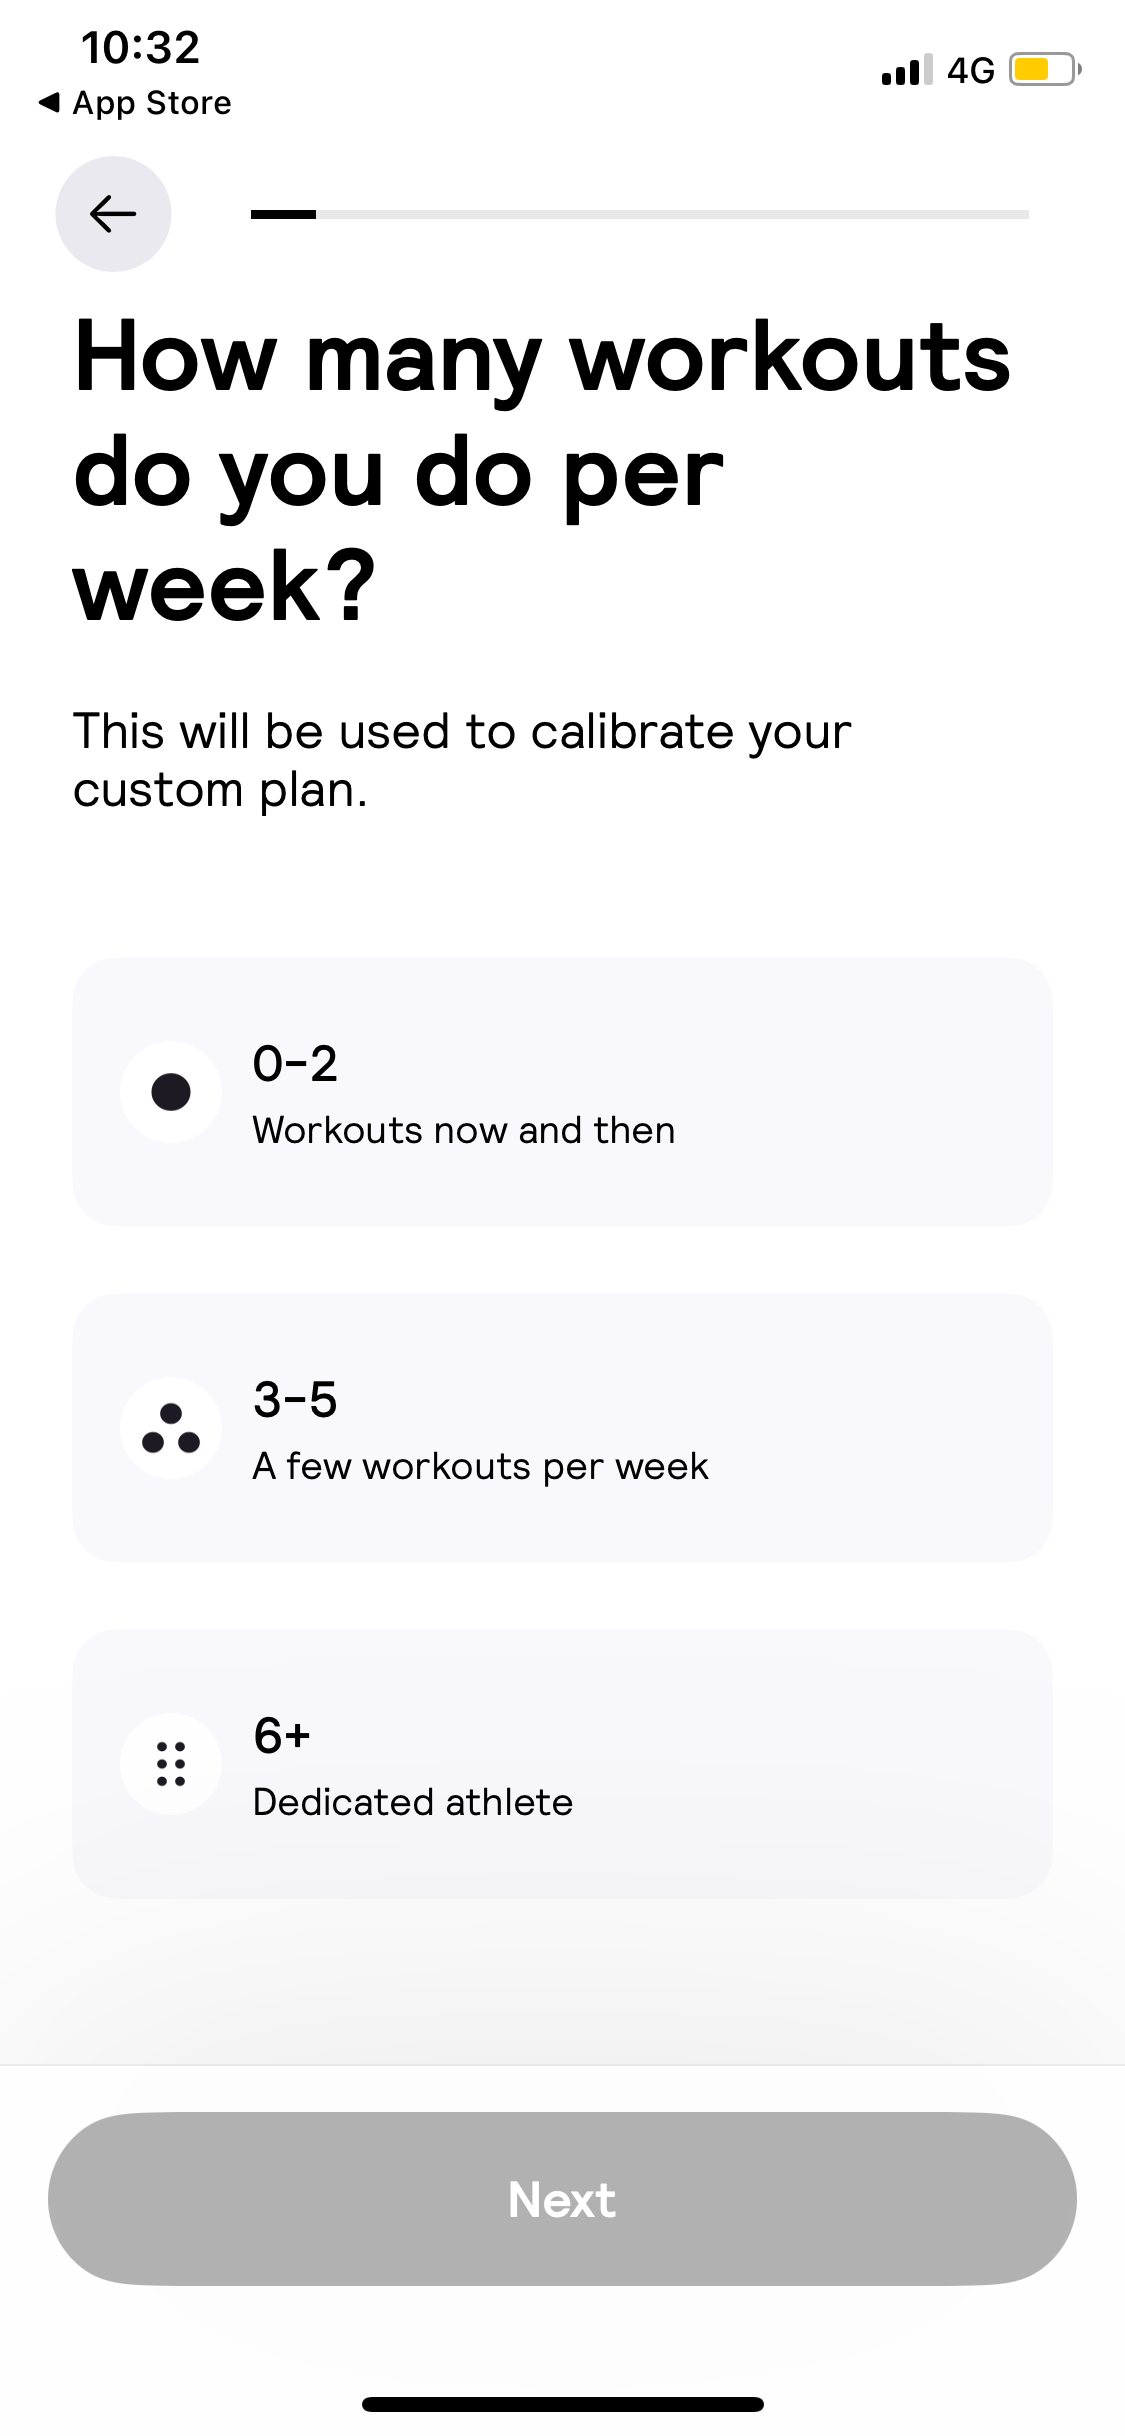 10:32
App Store
4G
How many workouts
do you do per
week?
This will be used to calibrate your
custom plan.
0-2
Workouts now and then
3-5
A few workouts per week
6+
Dedicated athlete
Next